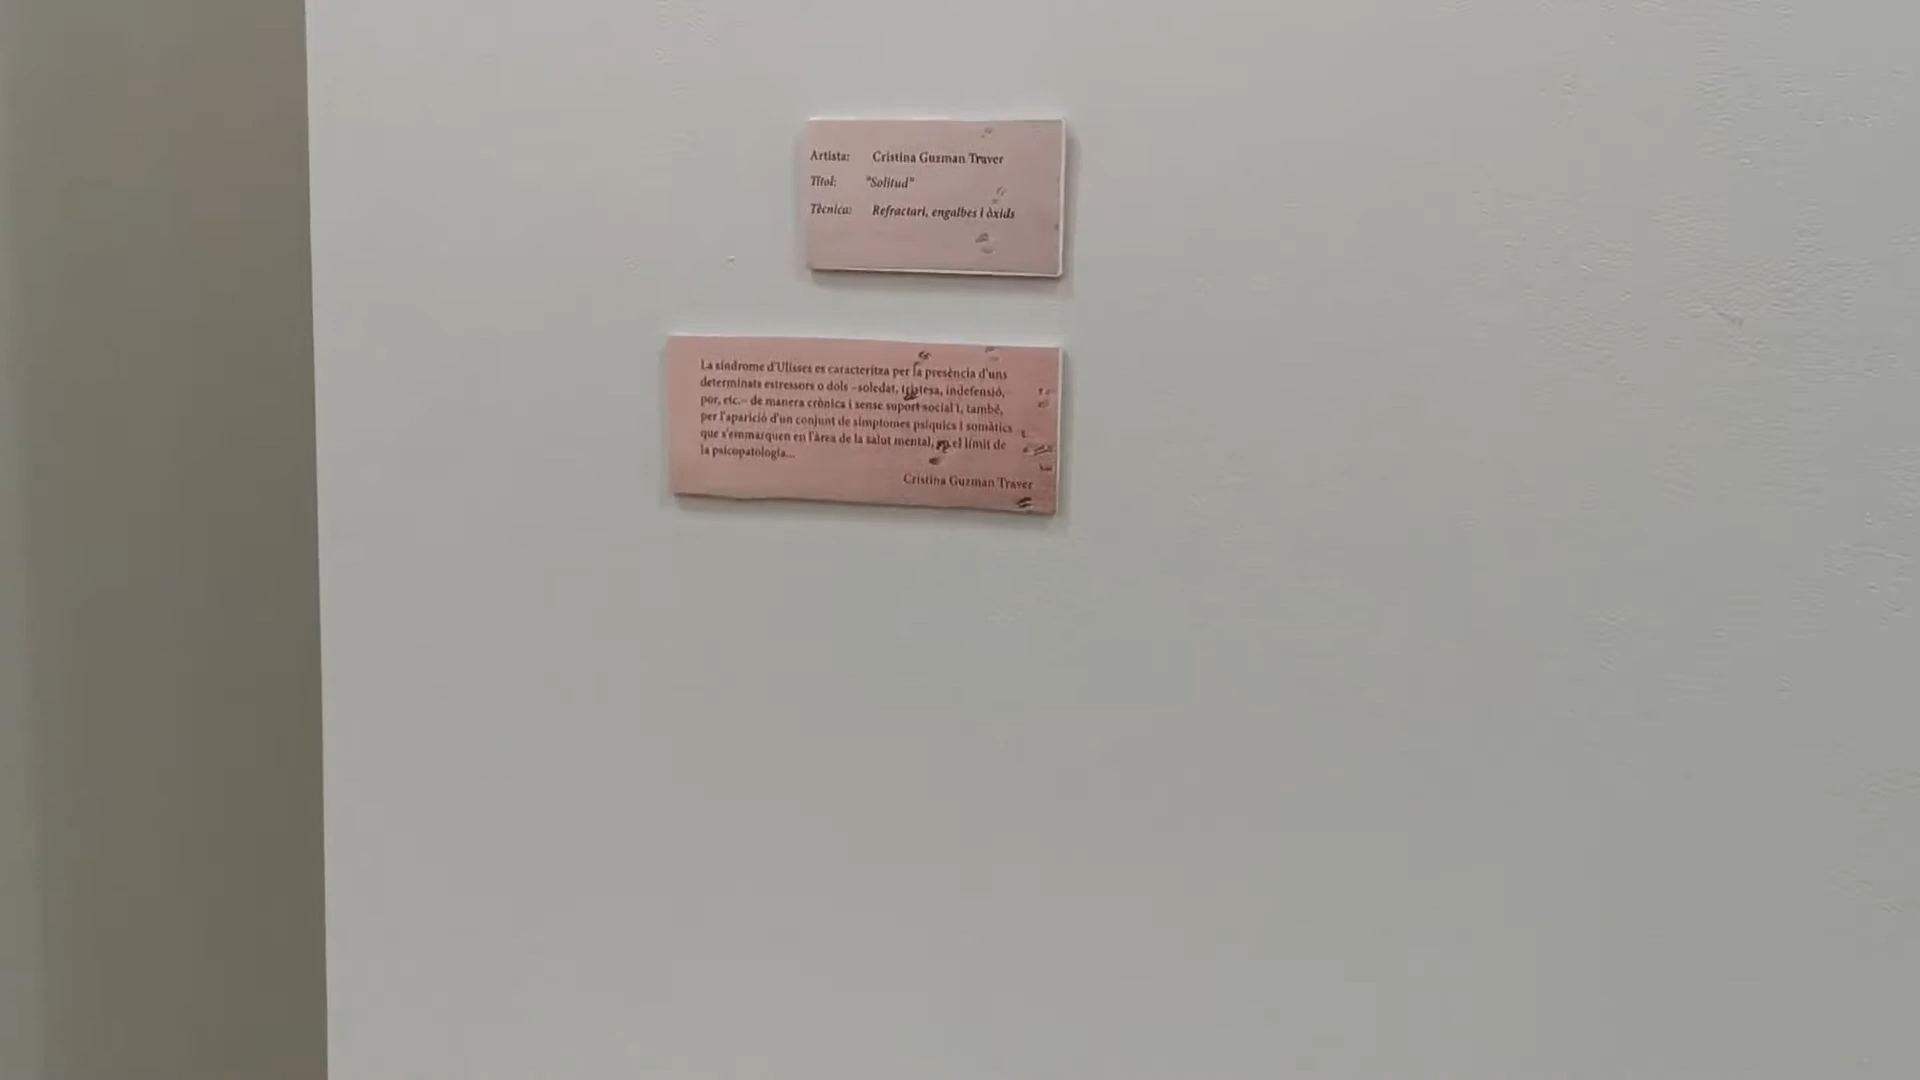 Artista: Cristina Guzman Traver
Títol: "Solitud"
Tècnica: Refractari, engalbes i òxids
La síndrome d'Ulisses es caracteritza per la presència d'uns
determinats estressors o dols –soledat, tristesa, indefensió,
por, etc.– de manera crònica i sense suport social i, també,
per l'aparició d'un conjunt de símptomes psíquics i somàtics
que s'emmarquen en l'àrea de la salut mental, en el límit de
la psicopatologia...
Cristina Guzman Traver